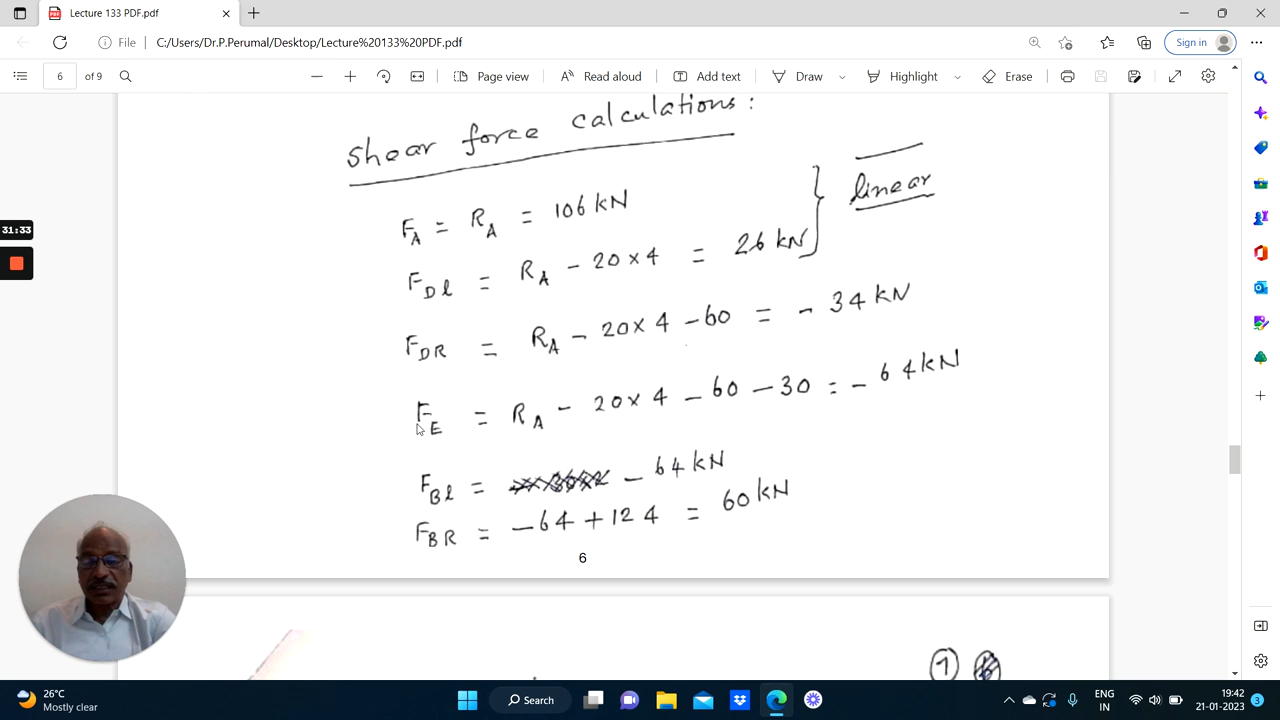 Lecture 133 PDF.pdf
File
C:/Users/Dr.P.Perumal/Desktop/Lecture%20133%20PDF.pdf
Sign in
6 of 9
Page view
Read aloud
Add text
Draw
Highlight
Erase
Shear force calculations:
F_A = R_A = 106 kN
linear
F_Dl = R_A - 20×4 = 26 kN
31:33
F_DR = R_A - 20×4 - 60 = - 34 kN
F_E = R_A - 20×4 - 60 - 30 = - 64 kN
F_Bl = - 64 kN
F_BR = -64 + 124 = 60 kN
6
7
26°C
Mostly clear
Search
ENG
IN
19:42
21-01-2023
3